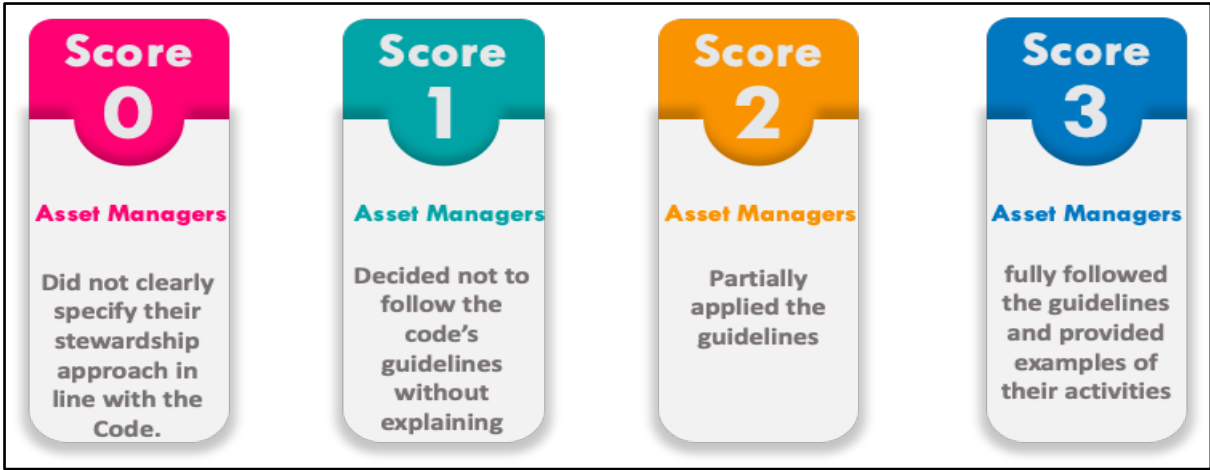 Score
0
Asset Managers
Did not clearly
specify their
stewardship
approach in
line with the
Code.
Score
1
Asset Managers
Decided not to
follow the
code’s
guidelines
without
explaining
Score
2
Asset Managers
Partially
applied the
guidelines
Score
3
Asset Managers
fully followed
the guidelines
and provided
examples of
their activities